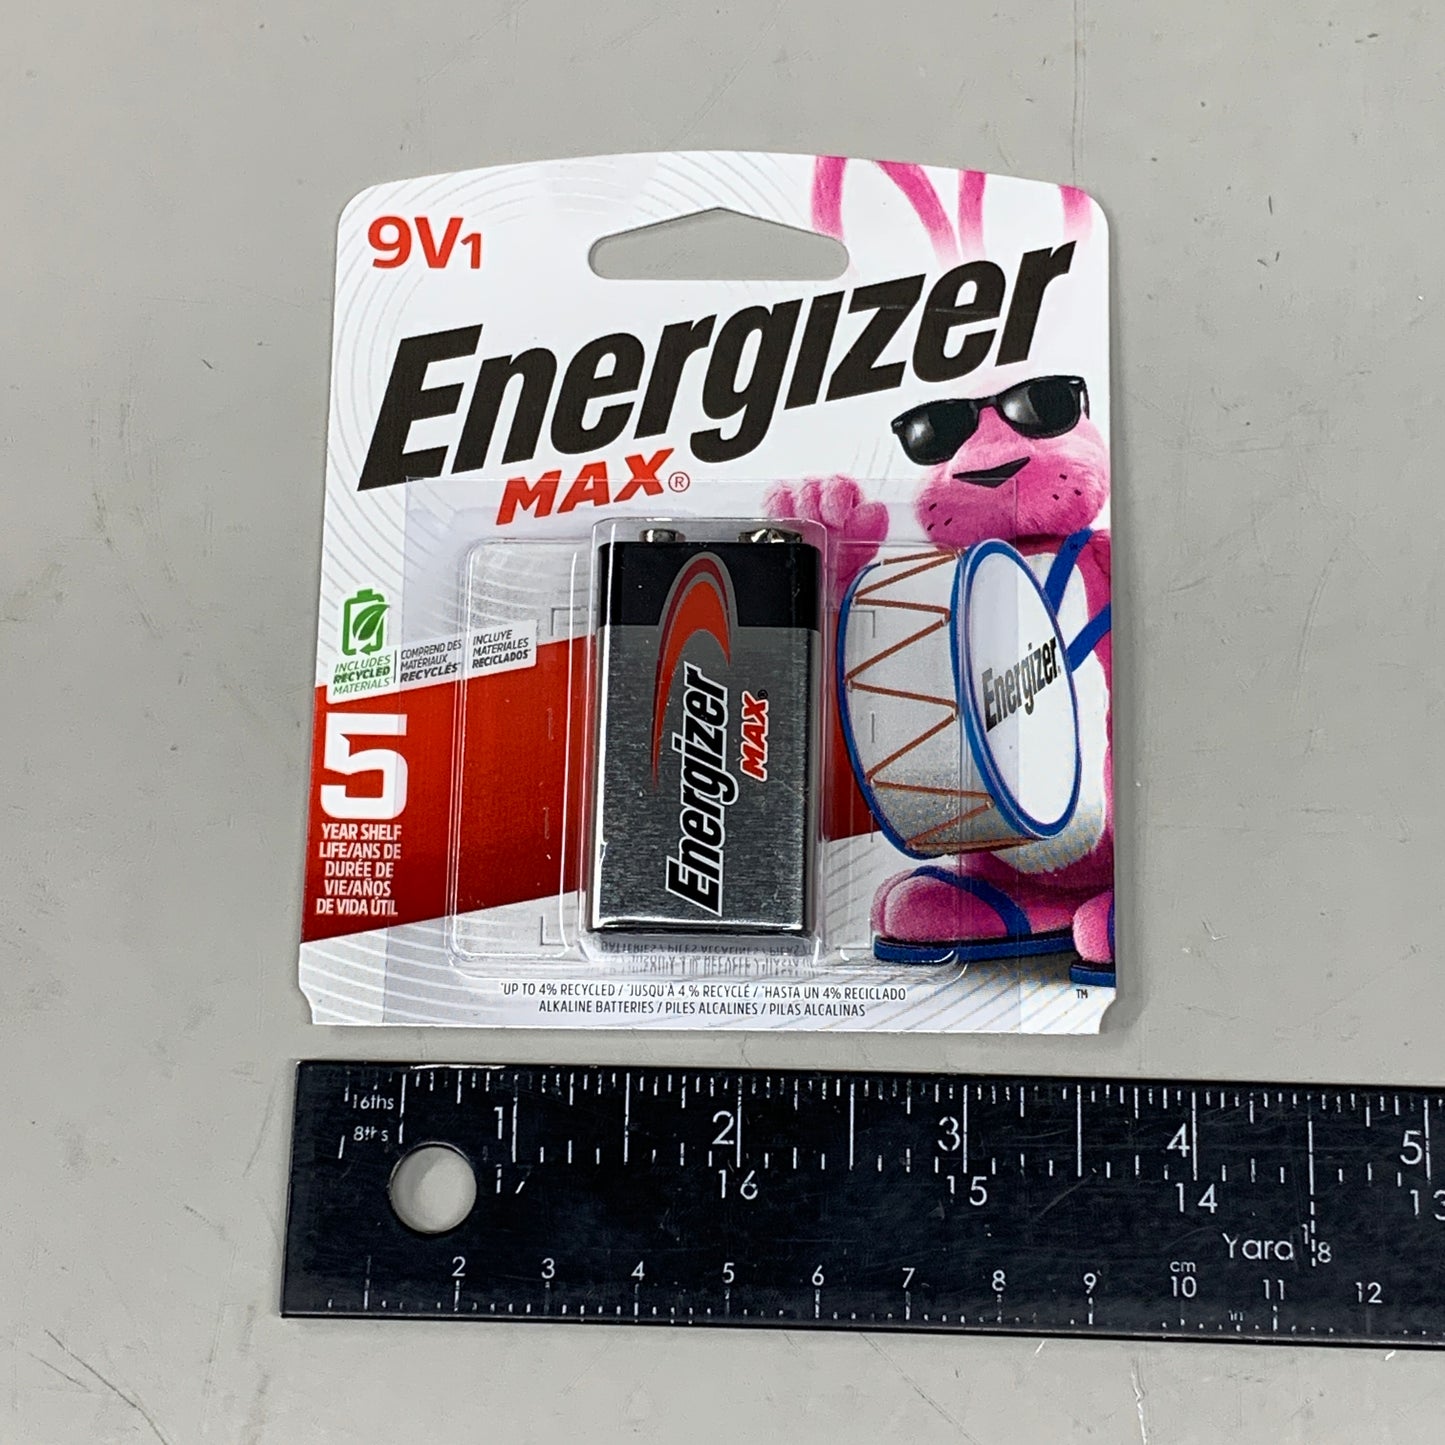 9V1
Energizer
MAX®
INCLUDES
RECYCLED
MATERIALS*
COMPREND DES
MATÉRIAUX
RECYCLÉS*
INCLUYE
MATERIALES
RECICLADOS*
5
YEAR SHELF
LIFE/ANS DE
DURÉE DE
VIE/AÑOS
DE VIDA ÚTIL
Energizer
MAX®
Energizer
*UP TO 4% RECYCLED / *JUSQU'À 4 % RECYCLÉ / *HASTA UN 4% RECICLADO
ALKALINE BATTERIES / PILES ALCALINES / PILAS ALCALINAS
TM
16ths
8ths
1 2 3 4 5
17 16 15 14 13
Yard 1/8
cm
2 3 4 5 6 7 8 9 10 11 12
in